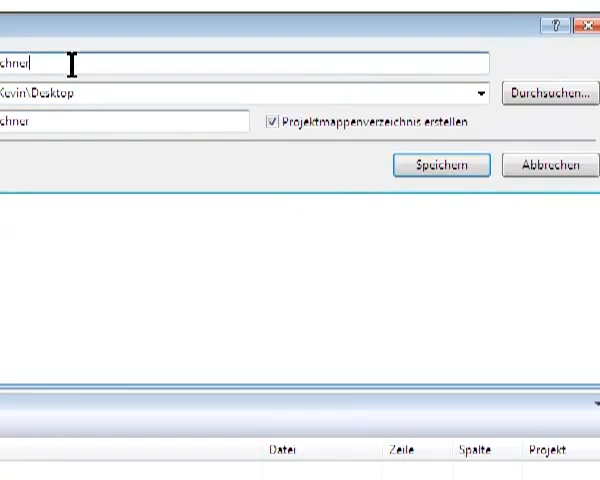 chner
Kevin\Desktop
Durchsuchen...
chner
Projektmappenverzeichnis erstellen
Speichern
Abbrechen
Datei Zeile Spalte Projekt